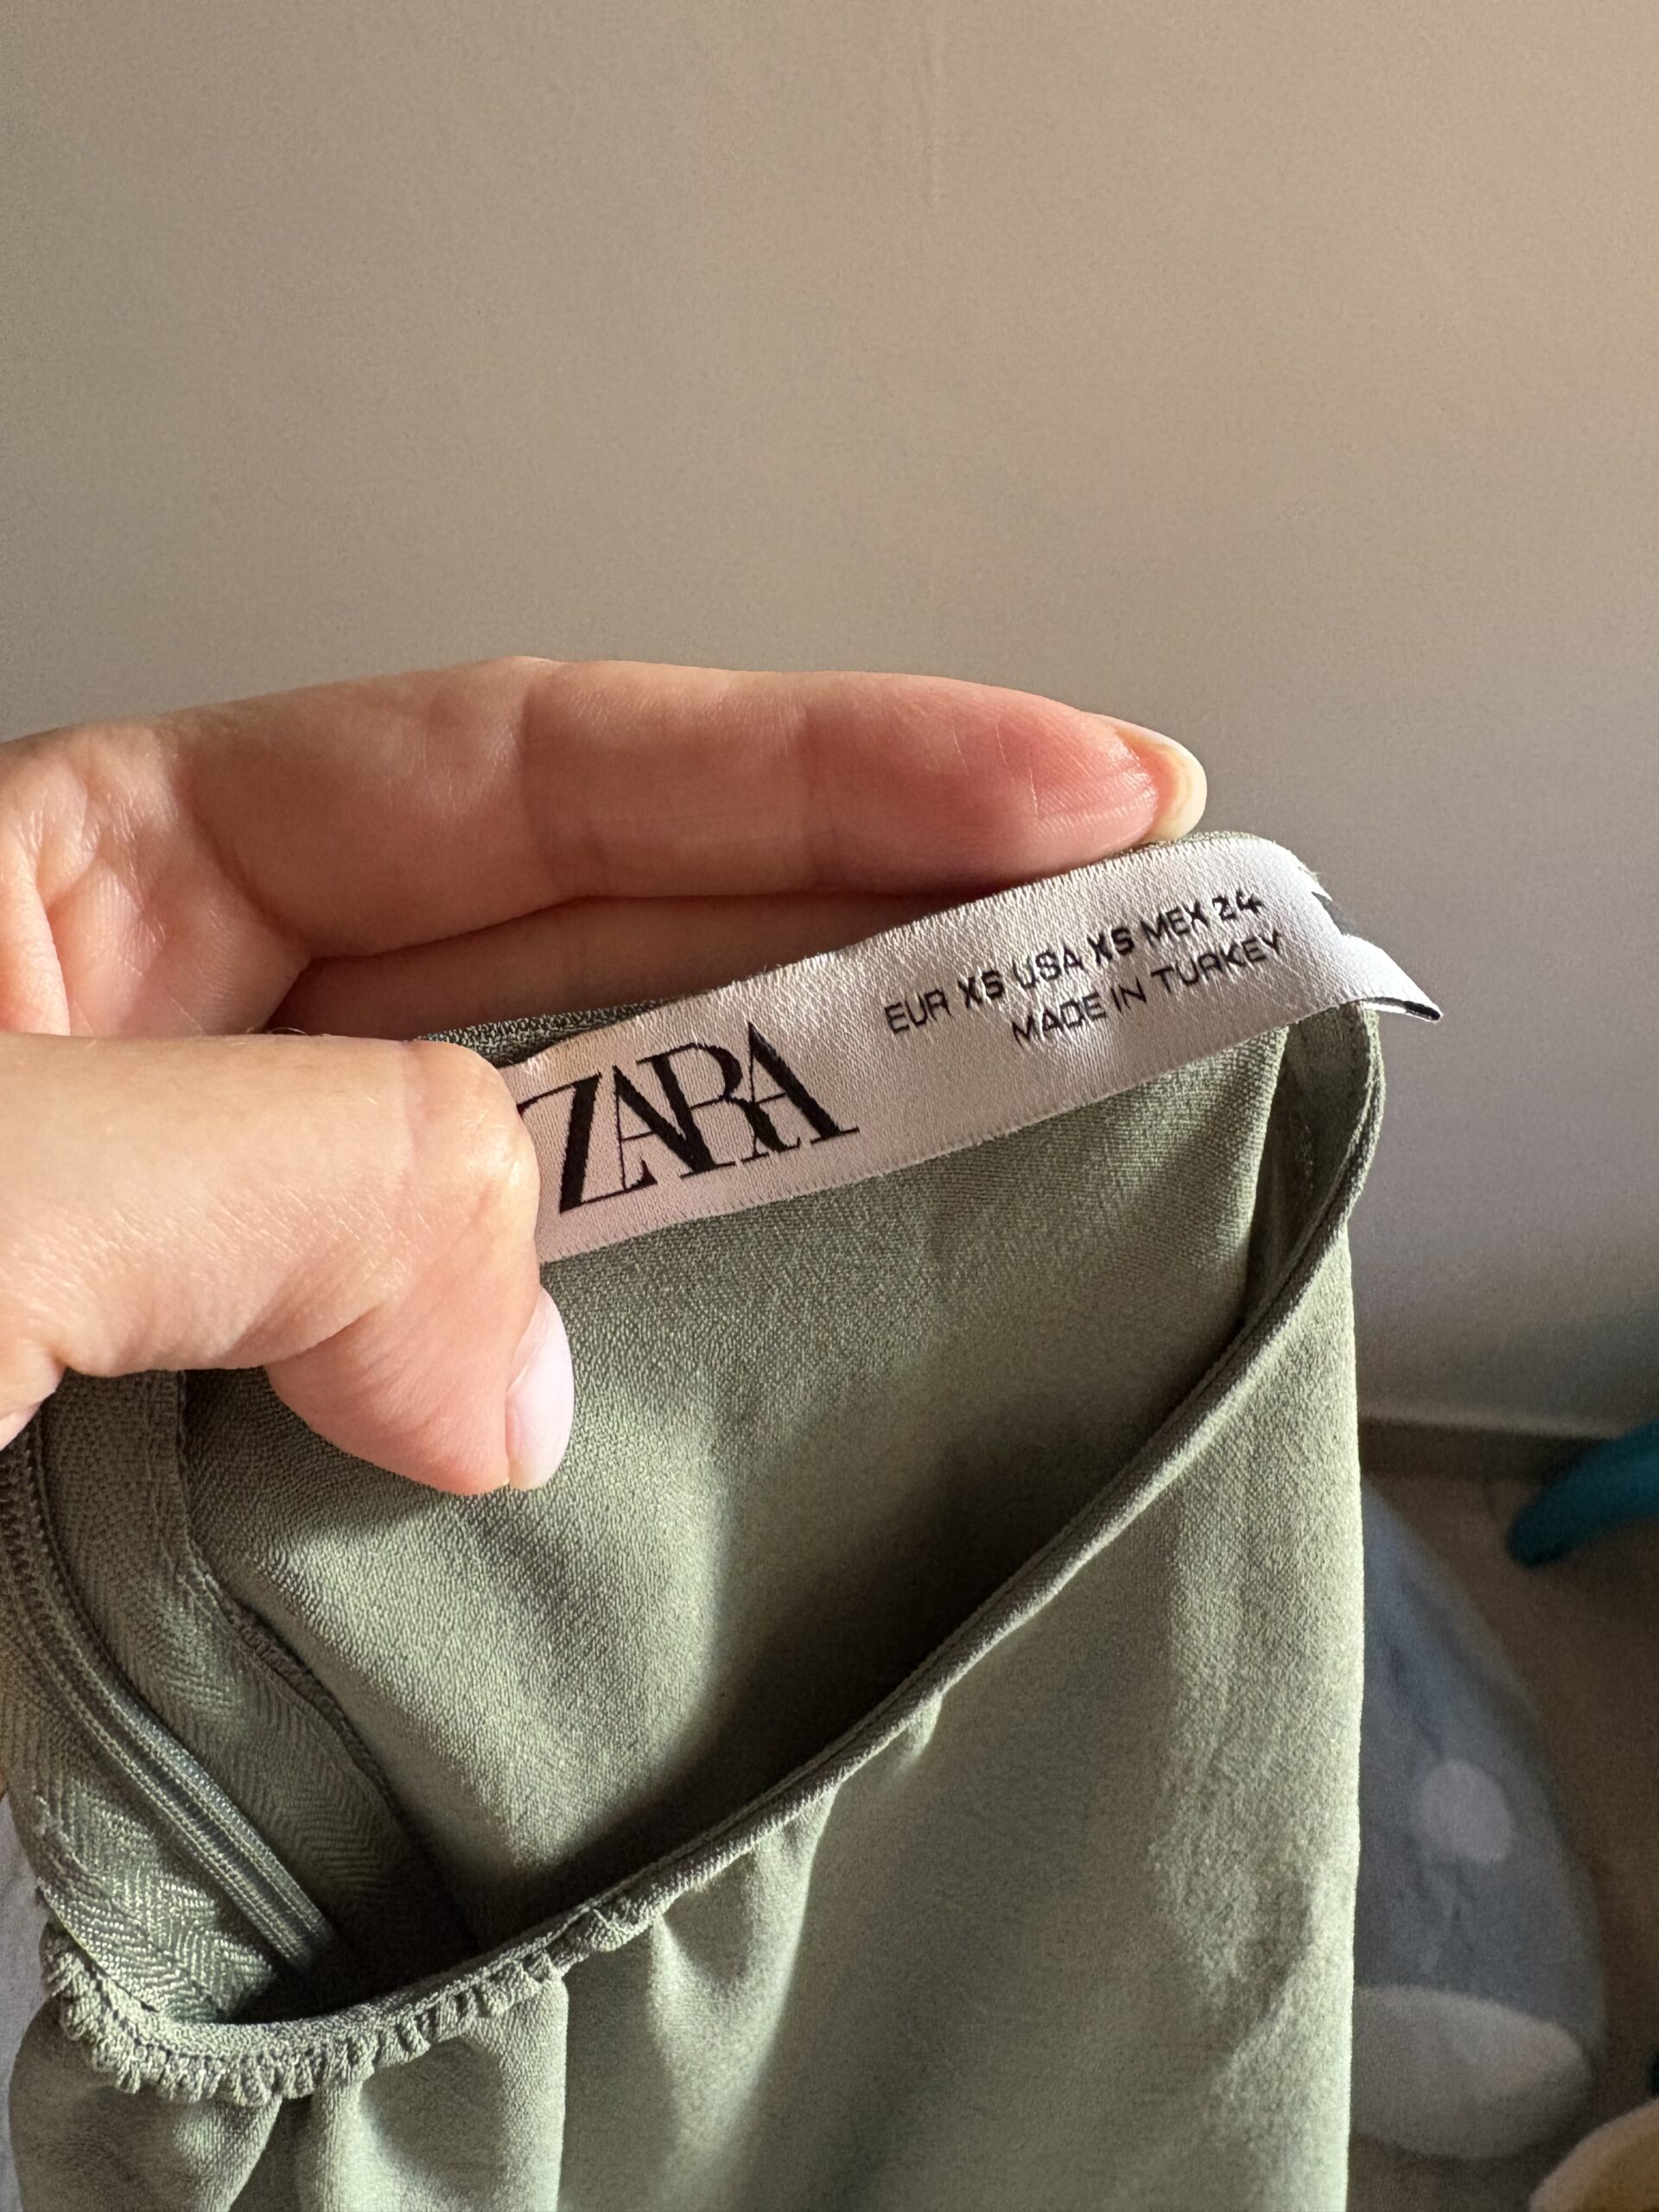 ZARA
EUR XS USA XS MEX 24
MADE IN TURKEY